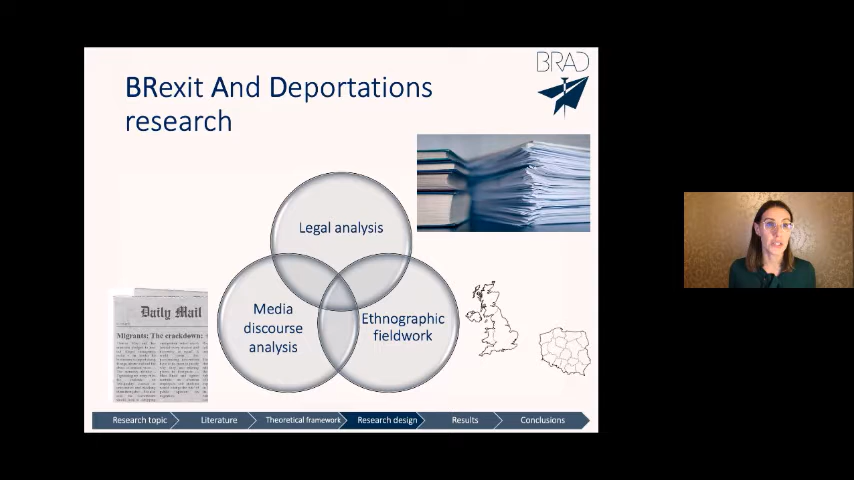 BRAD
BRexit And Deportations
research
Legal analysis
Media
discourse
analysis
Ethnographic
fieldwork
Daily Mail
Migrants: The crackdown:
Research topic
Literature
Theoretical framework
Research design
Results
Conclusions